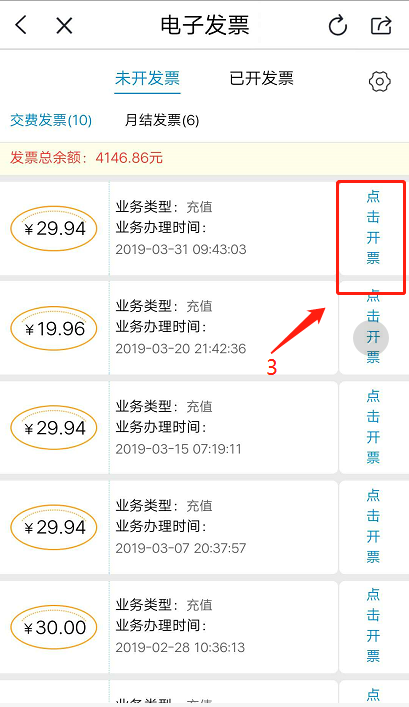 电子发票
未开发票 已开发票
交费发票(10) 月结发票(6)
发票总余额：4146.86元
¥29.94
业务类型：充值
业务办理时间：
2019-03-31 09:43:03
点击开票
¥19.96
业务类型：充值
业务办理时间：
2019-03-20 21:42:36
点击开票
3
¥29.94
业务类型：充值
业务办理时间：
2019-03-15 07:19:11
点击开票
¥29.94
业务类型：充值
业务办理时间：
2019-03-07 20:37:57
点击开票
¥30.00
业务类型：充值
业务办理时间：
2019-02-28 10:36:13
点击开票
业务类型：充值
点